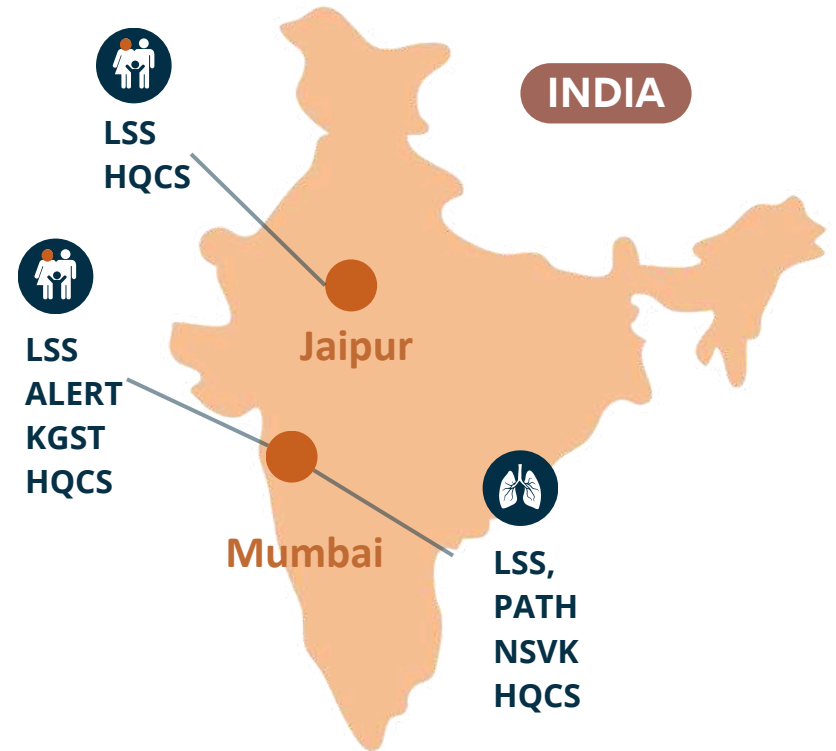 INDIA
LSS
HQCS
Jaipur
LSS
ALERT
KGST
HQCS
Mumbai
LSS,
PATH
NSVK
HQCS